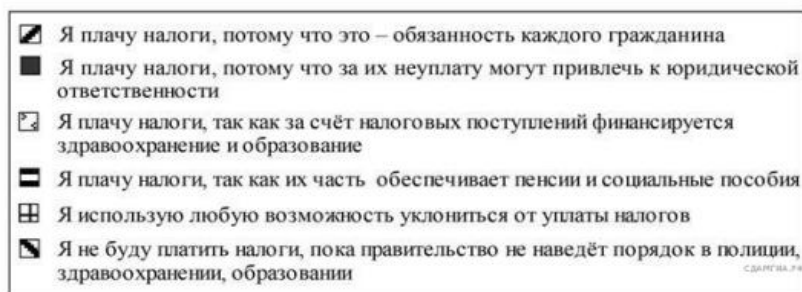 Я плачу налоги, потому что это – обязанность каждого гражданина
Я плачу налоги, потому что за их неуплату могут привлечь к юридической
ответственности
Я плачу налоги, так как за счёт налоговых поступлений финансируется
здравоохранение и образование
Я плачу налоги, так как их часть обеспечивает пенсии и социальные пособия
Я использую любую возможность уклониться от уплаты налогов
Я не буду платить налоги, пока правительство не наведёт порядок в полиции,
здравоохранении, образовании
СДАМГИА.РФ